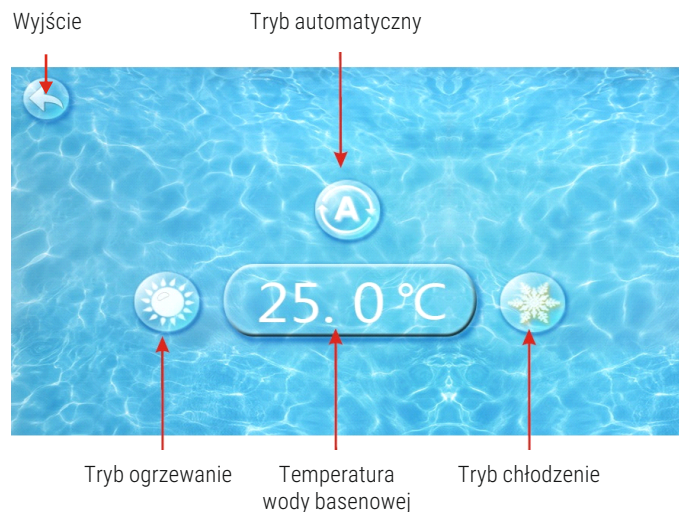 Wyjście
Tryb automatyczny
A
25. 0 °C
Tryb ogrzewanie
Temperatura
wody basenowej
Tryb chłodzenie